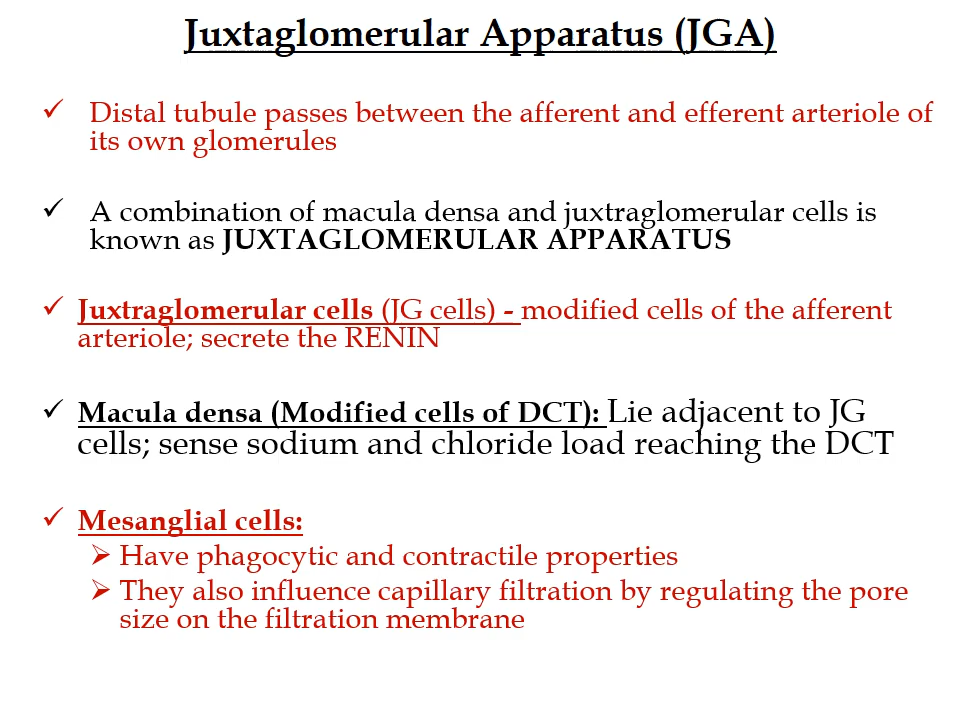 Juxtaglomerular Apparatus (JGA)
✓ Distal tubule passes between the afferent and efferent arteriole of
its own glomerules
✓ A combination of macula densa and juxtraglomerular cells is
known as JUXTAGLOMERULAR APPARATUS
✓ Juxtraglomerular cells (JG cells) - modified cells of the afferent
arteriole; secrete the RENIN
✓ Macula densa (Modified cells of DCT): Lie adjacent to JG
cells; sense sodium and chloride load reaching the DCT
✓ Mesanglial cells:
➢ Have phagocytic and contractile properties
➢ They also influence capillary filtration by regulating the pore
size on the filtration membrane